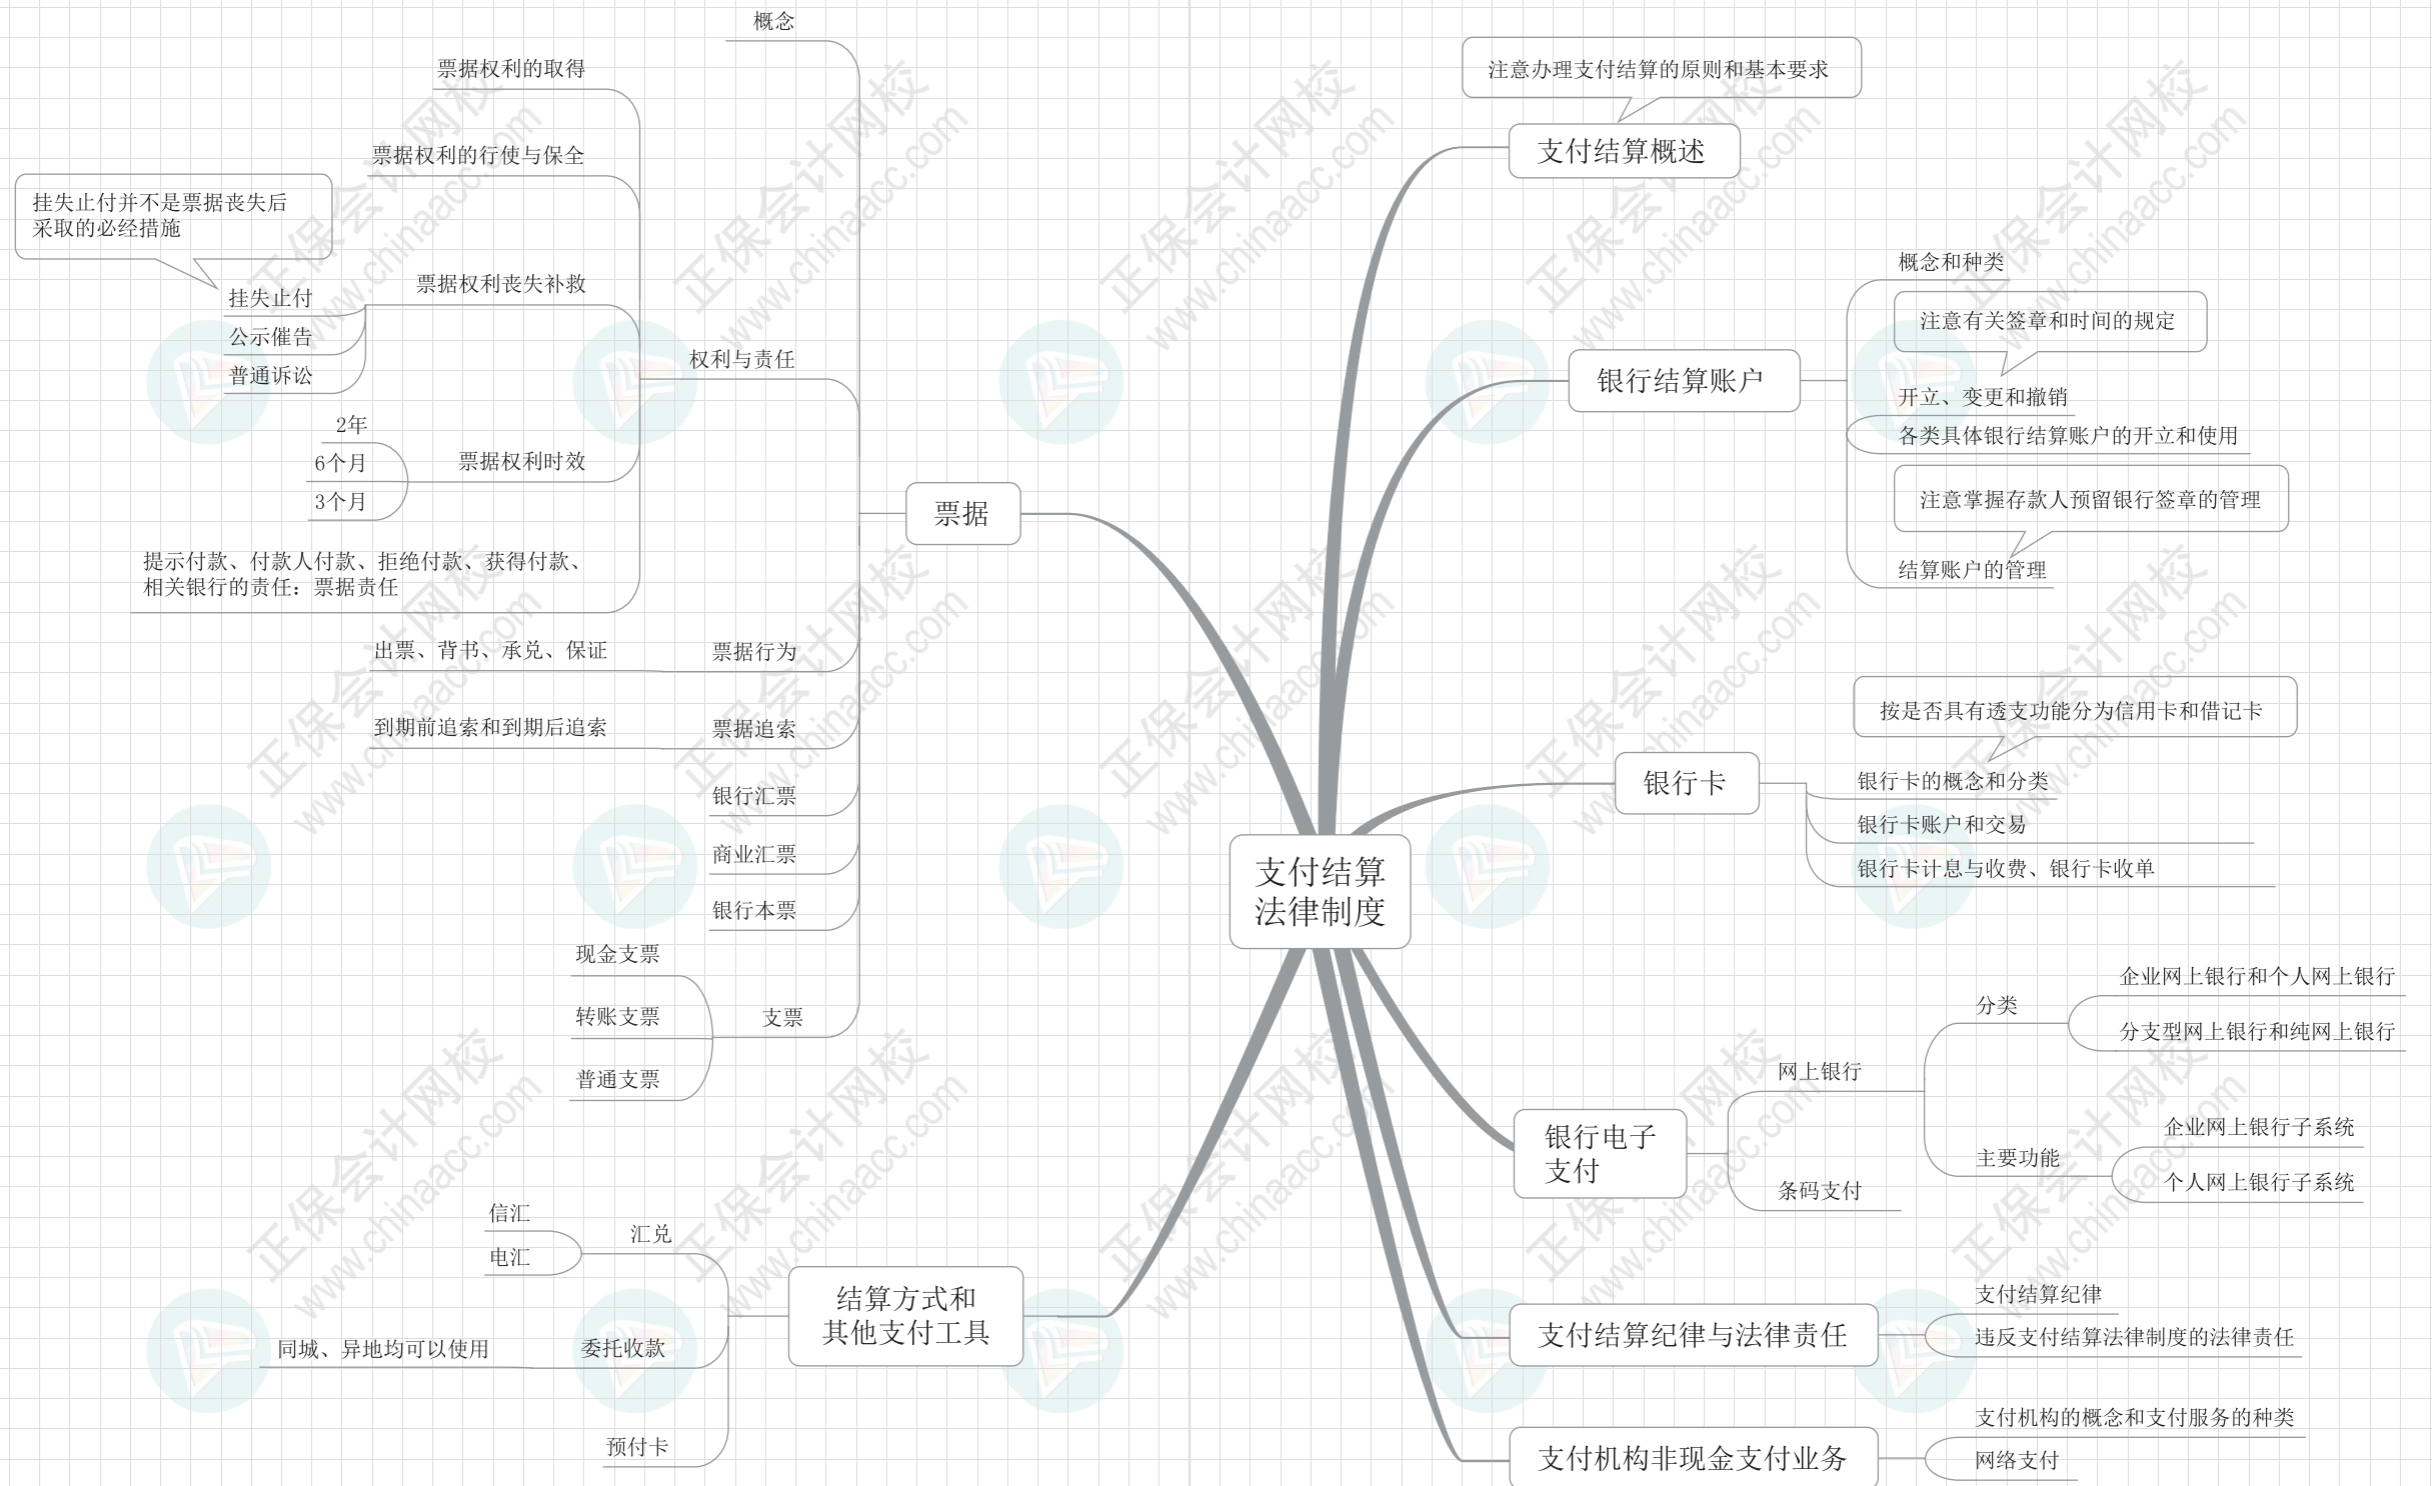 支付结算
法律制度
支付结算概述
注意办理支付结算的原则和基本要求
银行结算账户
概念和种类
注意有关签章和时间的规定
开立、变更和撤销
各类具体银行结算账户的开立和使用
注意掌握存款人预留银行签章的管理
结算账户的管理
银行卡
按是否具有透支功能分为信用卡和借记卡
银行卡的概念和分类
银行卡账户和交易
银行卡计息与收费、银行卡收单
银行电子
支付
网上银行
分类
企业网上银行和个人网上银行
分支型网上银行和纯网上银行
主要功能
企业网上银行子系统
个人网上银行子系统
条码支付
支付结算纪律与法律责任
支付结算纪律
违反支付结算法律制度的法律责任
支付机构非现金支付业务
支付机构的概念和支付服务的种类
网络支付
票据
概念
权利与责任
票据权利的取得
票据权利的行使与保全
票据权利丧失补救
挂失止付并不是票据丧失后
采取的必经措施
挂失止付
公示催告
普通诉讼
票据权利时效
2年
6个月
3个月
提示付款、付款人付款、拒绝付款、获得付款、
相关银行的责任：票据责任
票据行为
出票、背书、承兑、保证
票据追索
到期前追索和到期后追索
银行汇票
商业汇票
银行本票
支票
现金支票
转账支票
普通支票
结算方式和
其他支付工具
汇兑
信汇
电汇
委托收款
同城、异地均可以使用
预付卡
正保会计网校
www.chinaacc.com